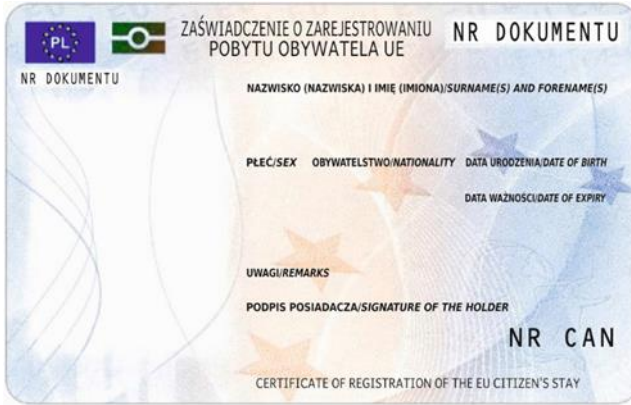 PL
ZAŚWIADCZENIE O ZAREJESTROWANIU
POBYTU OBYWATELA UE
NR DOKUMENTU
NR DOKUMENTU
NAZWISKO (NAZWISKA) I IMIĘ (IMIONA)/SURNAME(S) AND FORENAME(S)
PŁEĆ/SEX OBYWATELSTWO/NATIONALITY DATA URODZENIA/DATE OF BIRTH
DATA WAŻNOŚCI/DATE OF EXPIRY
UWAGI/REMARKS
PODPIS POSIADACZA/SIGNATURE OF THE HOLDER
NR CAN
CERTIFICATE OF REGISTRATION OF THE EU CITIZEN'S STAY